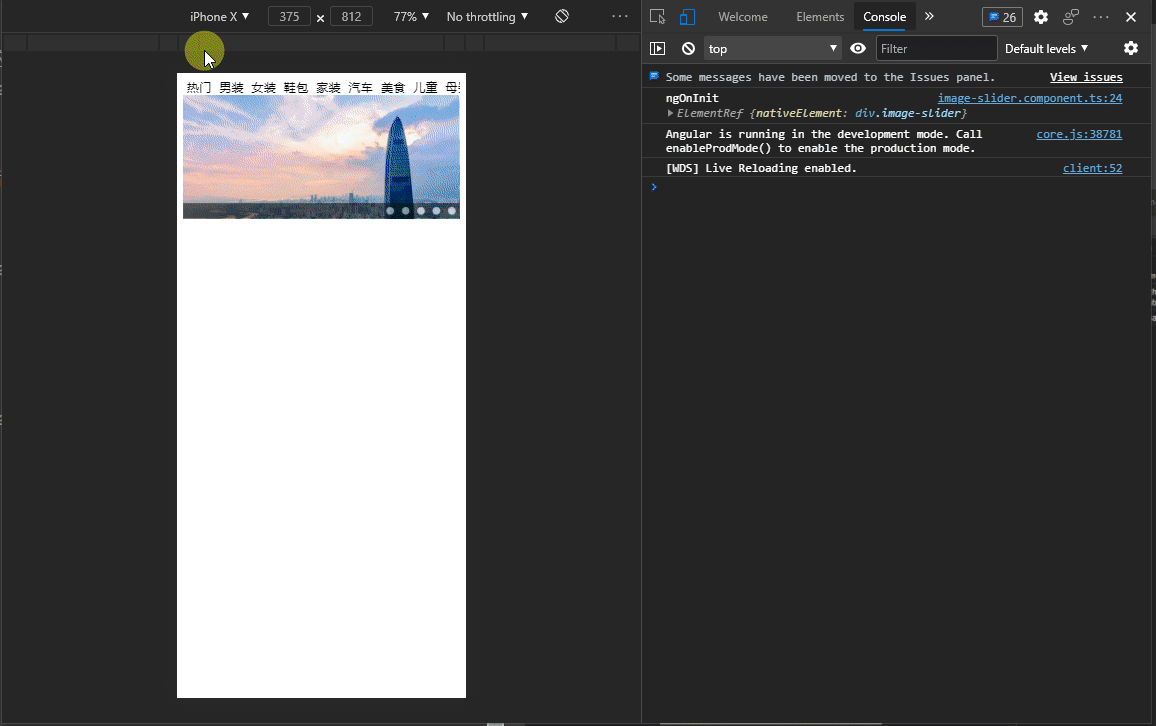 iPhone X 375 × 812 77% No throttling
热门 男装 女装 鞋包 家装 汽车 美食 儿童
Welcome Elements Console 26
top Filter Default levels
Some messages have been moved to the Issues panel. View issues
ngOnInit image-slider.component.ts:24
ElementRef {nativeElement: div.image-slider}
Angular is running in the development mode. Call core.js:38781
enableProdMode() to enable the production mode.
[WDS] Live Reloading enabled. client:52